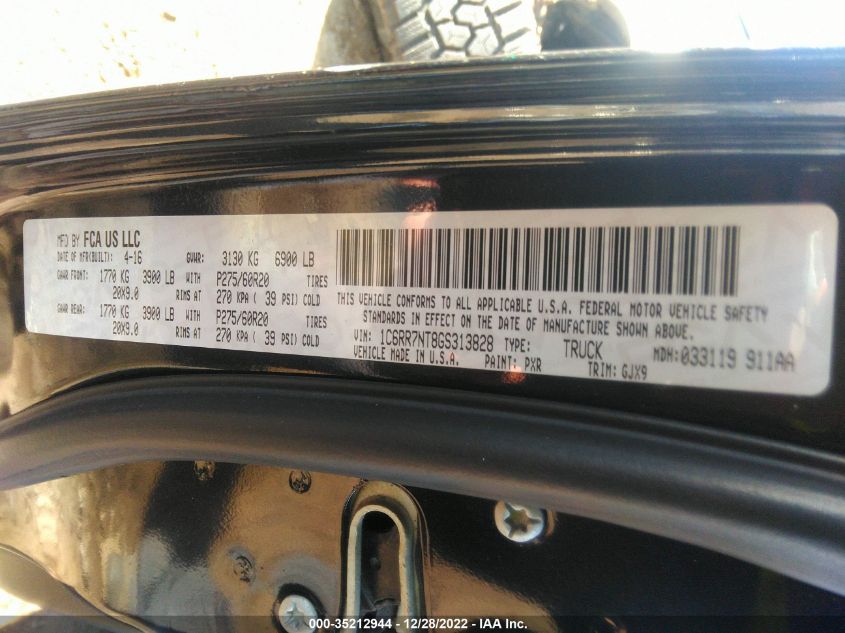 MFD BY FCA US LLC
DATE OF MFR(BUILT): 4-16 GVWR: 3130 KG 6900 LB
GAWR FRONT: 1770 KG 3900 LB WITH P275/60R20 TIRES
20X9.0 RIMS AT 270 KPA ( 39 PSI) COLD
GAWR REAR: 1770 KG 3900 LB WITH P275/60R20 TIRES
20X9.0 RIMS AT 270 KPA ( 39 PSI) COLD
THIS VEHICLE CONFORMS TO ALL APPLICABLE U.S.A. FEDERAL MOTOR VEHICLE SAFETY
STANDARDS IN EFFECT ON THE DATE OF MANUFACTURE SHOWN ABOVE.
VIN: 1C6RR7NT8GS313828 TYPE: TRUCK MDH: 033119 911AA
VEHICLE MADE IN U.S.A. PAINT: PXR TRIM: GJX9
000-35212944 - 12/28/2022 - IAA Inc.